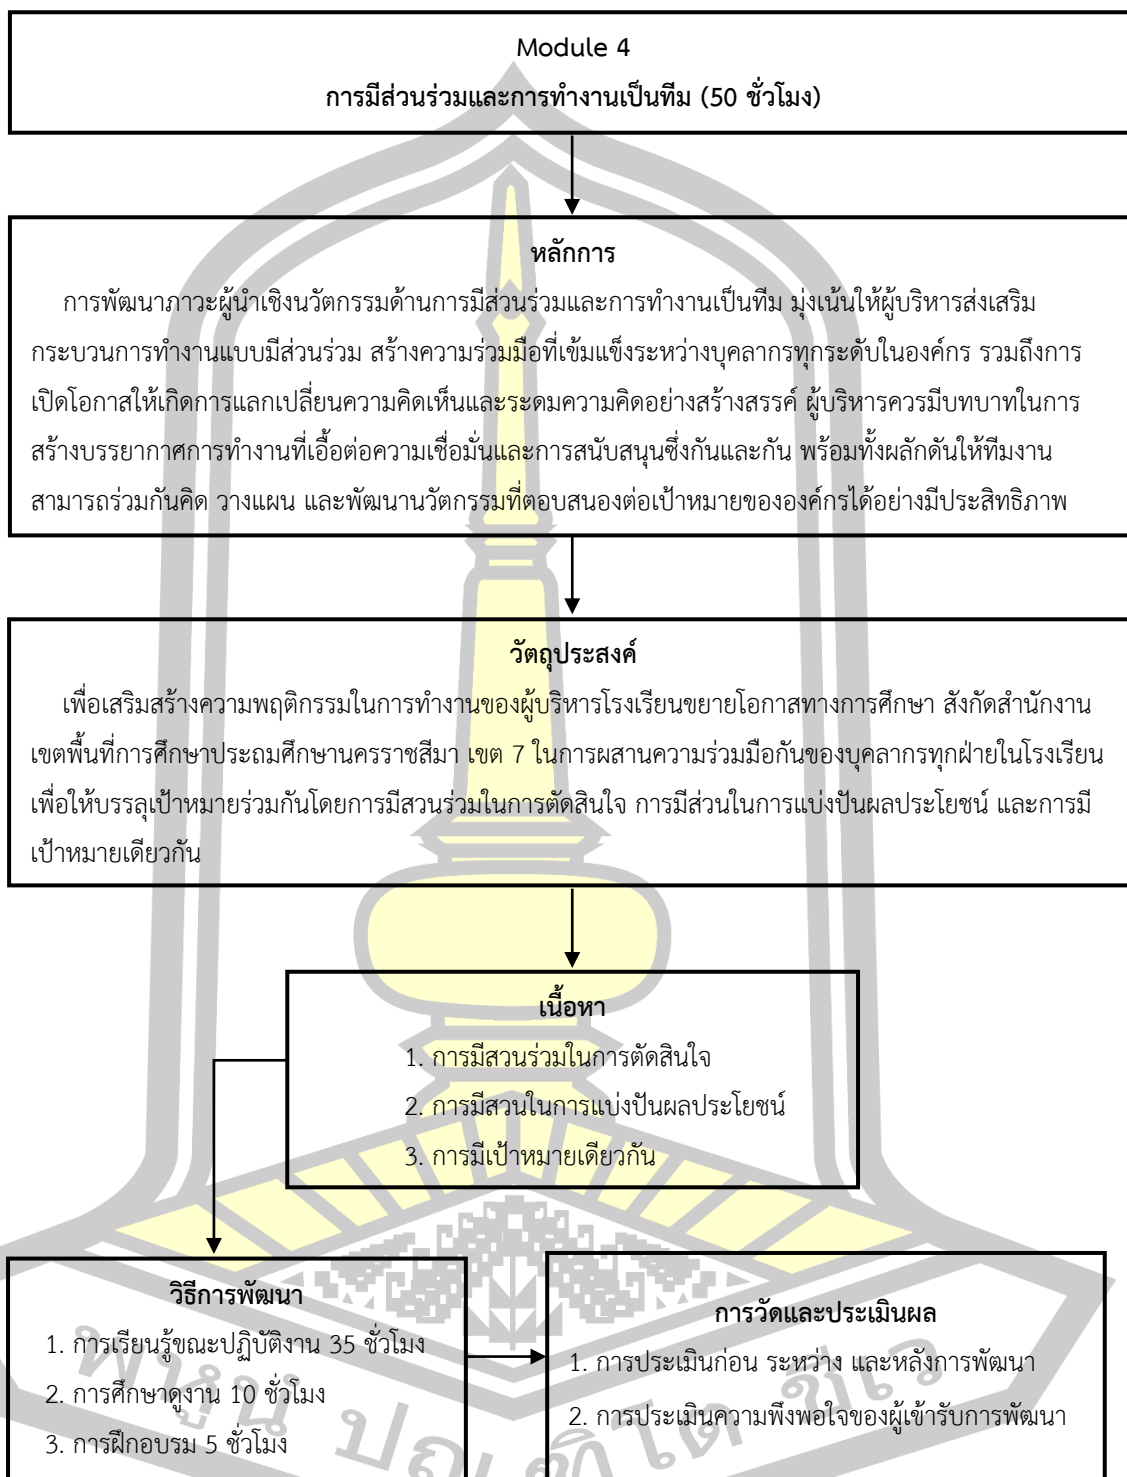 Module 4
การมีส่วนร่วมและการทำงานเป็นทีม (50 ชั่วโมง)
หลักการ
การพัฒนาภาวะผู้นำเชิงนวัตกรรมด้านการมีส่วนร่วมและการทำงานเป็นทีม มุ่งเน้นให้ผู้บริหารส่งเสริม
กระบวนการทำงานแบบมีส่วนร่วม สร้างความร่วมมือที่เข้มแข็งระหว่างบุคลากรทุกระดับในองค์กร รวมถึงการ
เปิดโอกาสให้เกิดการแลกเปลี่ยนความคิดเห็นและระดมความคิดอย่างสร้างสรรค์ ผู้บริหารควรมีบทบาทในการ
สร้างบรรยากาศการทำงานที่เอื้อต่อความเชื่อมั่นและการสนับสนุนซึ่งกันและกัน พร้อมทั้งผลักดันให้ทีมงาน
สามารถร่วมกันคิด วางแผน และพัฒนานวัตกรรมที่ตอบสนองต่อเป้าหมายขององค์กรได้อย่างมีประสิทธิภาพ
วัตถุประสงค์
เพื่อเสริมสร้างความพฤติกรรมในการทำงานของผู้บริหารโรงเรียนขยายโอกาสทางการศึกษา สังกัดสำนักงาน
เขตพื้นที่การศึกษาประถมศึกษานครราชสีมา เขต 7 ในการผสานความร่วมมือกันของบุคลากรทุกฝ่ายในโรงเรียน
เพื่อให้บรรลุเป้าหมายร่วมกันโดยการมีสวนร่วมในการตัดสินใจ การมีส่วนในการแบ่งปันผลประโยชน์ และการมี
เป้าหมายเดียวกัน
เนื้อหา
1. การมีสวนร่วมในการตัดสินใจ
2. การมีสวนในการแบ่งปันผลประโยชน์
3. การมีเป้าหมายเดียวกัน
วิธีการพัฒนา
1. การเรียนรู้ขณะปฏิบัติงาน 35 ชั่วโมง
2. การศึกษาดูงาน 10 ชั่วโมง
3. การฝึกอบรม 5 ชั่วโมง
การวัดและประเมินผล
1. การประเมินก่อน ระหว่าง และหลังการพัฒนา
2. การประเมินความพึงพอใจของผู้เข้ารับการพัฒนา